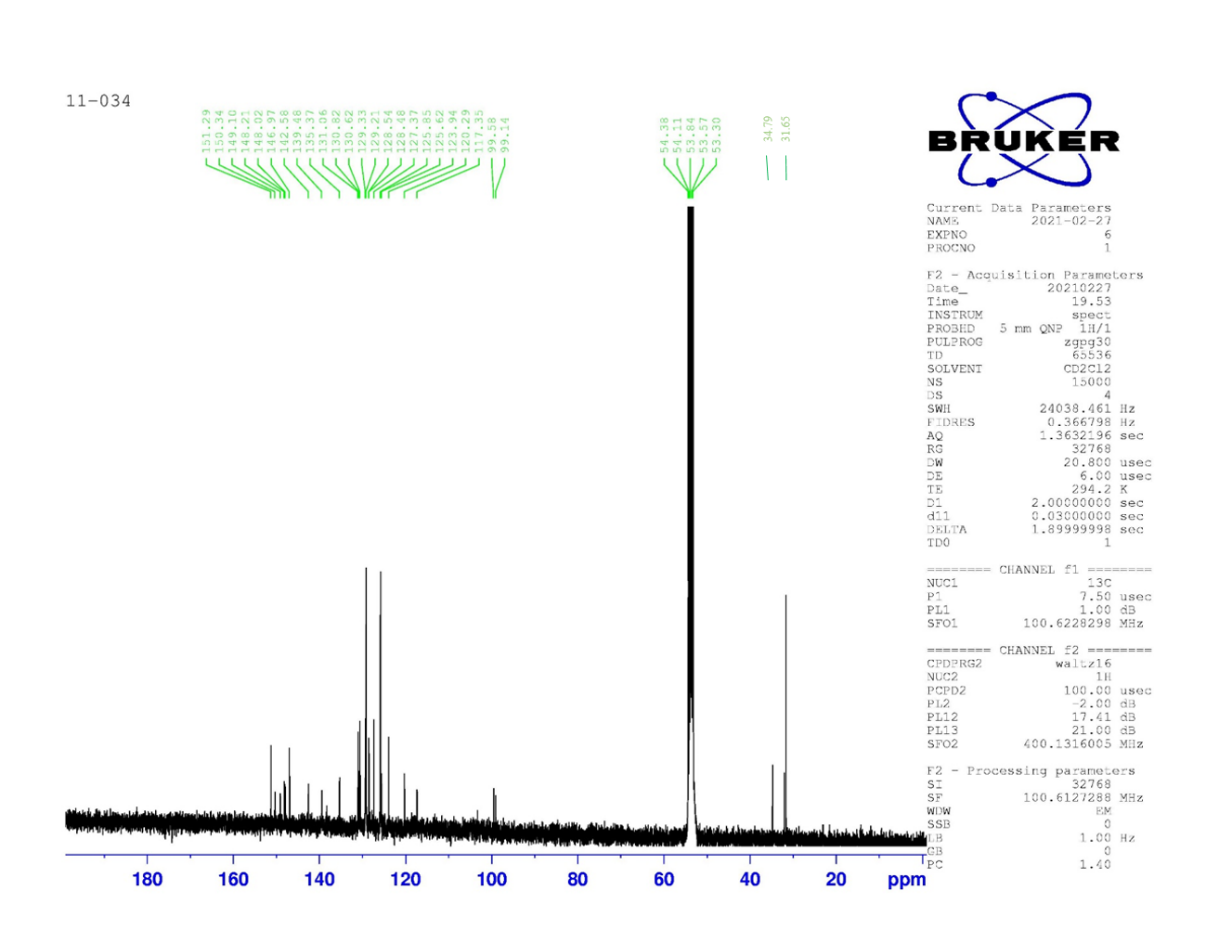 11-034
151.29
150.34
149.10
148.21
148.02
146.97
142.58
139.48
135.37
131.06
130.82
130.62
129.33
129.21
128.54
128.48
127.37
125.85
125.62
123.94
120.29
117.35
99.58
99.14
54.38
54.11
53.84
53.57
53.30
34.79
31.65
BRUKER
Current Data Parameters
NAME 2021-02-27
EXPNO 6
PROCNO 1
F2 - Acquisition Parameters
Date_ 20210227
Time 19.53
INSTRUM spect
PROBHD 5 mm QNP 1H/1
PULPROG zgpg30
TD 65536
SOLVENT CD2Cl2
NS 15000
DS 4
SWH 24038.461 Hz
FIDRES 0.366798 Hz
AQ 1.3632196 sec
RG 32768
DW 20.800 usec
DE 6.00 usec
TE 294.2 K
D1 2.00000000 sec
d11 0.03000000 sec
DELTA 1.89999998 sec
TD0 1
======== CHANNEL f1 ========
NUC1 13C
P1 7.50 usec
PL1 1.00 dB
SFO1 100.6228298 MHz
======== CHANNEL f2 ========
CPDPRG2 waltz16
NUC2 1H
PCPD2 100.00 usec
PL2 -2.00 dB
PL12 17.41 dB
PL13 21.00 dB
SFO2 400.1316005 MHz
F2 - Processing parameters
SI 32768
SF 100.6127288 MHz
WDW EM
SSB 0
LB 1.00 Hz
GB 0
PC 1.40
180 160 140 120 100 80 60 40 20 ppm